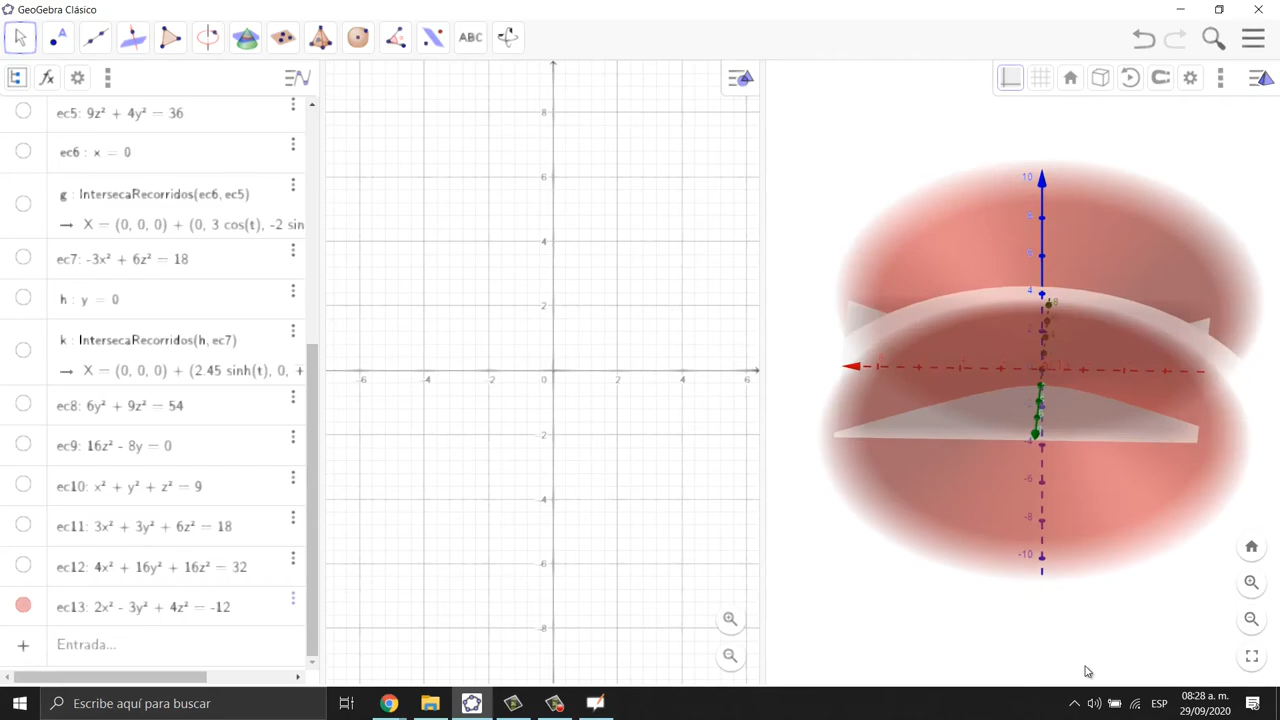 GeoGebra Clásico
ABC
ec5: 9z² + 4y² = 36
ec6 : x = 0
g : IntersecaRecorridos(ec6, ec5)
→ X = (0, 0, 0) + (0, 3 cos(t), -2 sin
ec7: -3x² + 6z² = 18
h : y = 0
k : IntersecaRecorridos(h, ec7)
→ X = (0, 0, 0) + (2.45 sinh(t), 0, +
ec8: 6y² + 9z² = 54
ec9: 16z² - 8y = 0
ec10: x² + y² + z² = 9
ec11: 3x² + 3y² + 6z² = 18
ec12: 4x² + 16y² + 16z² = 32
ec13: 2x² - 3y² + 4z² = -12
Entrada...
8
6
4
2
-6 -4 -2 0 2 4 6
-2
-4
-6
-8
10
4
-4
-6
-8
-10
Escribe aquí para buscar
ESP
08:28 a. m.
29/09/2020